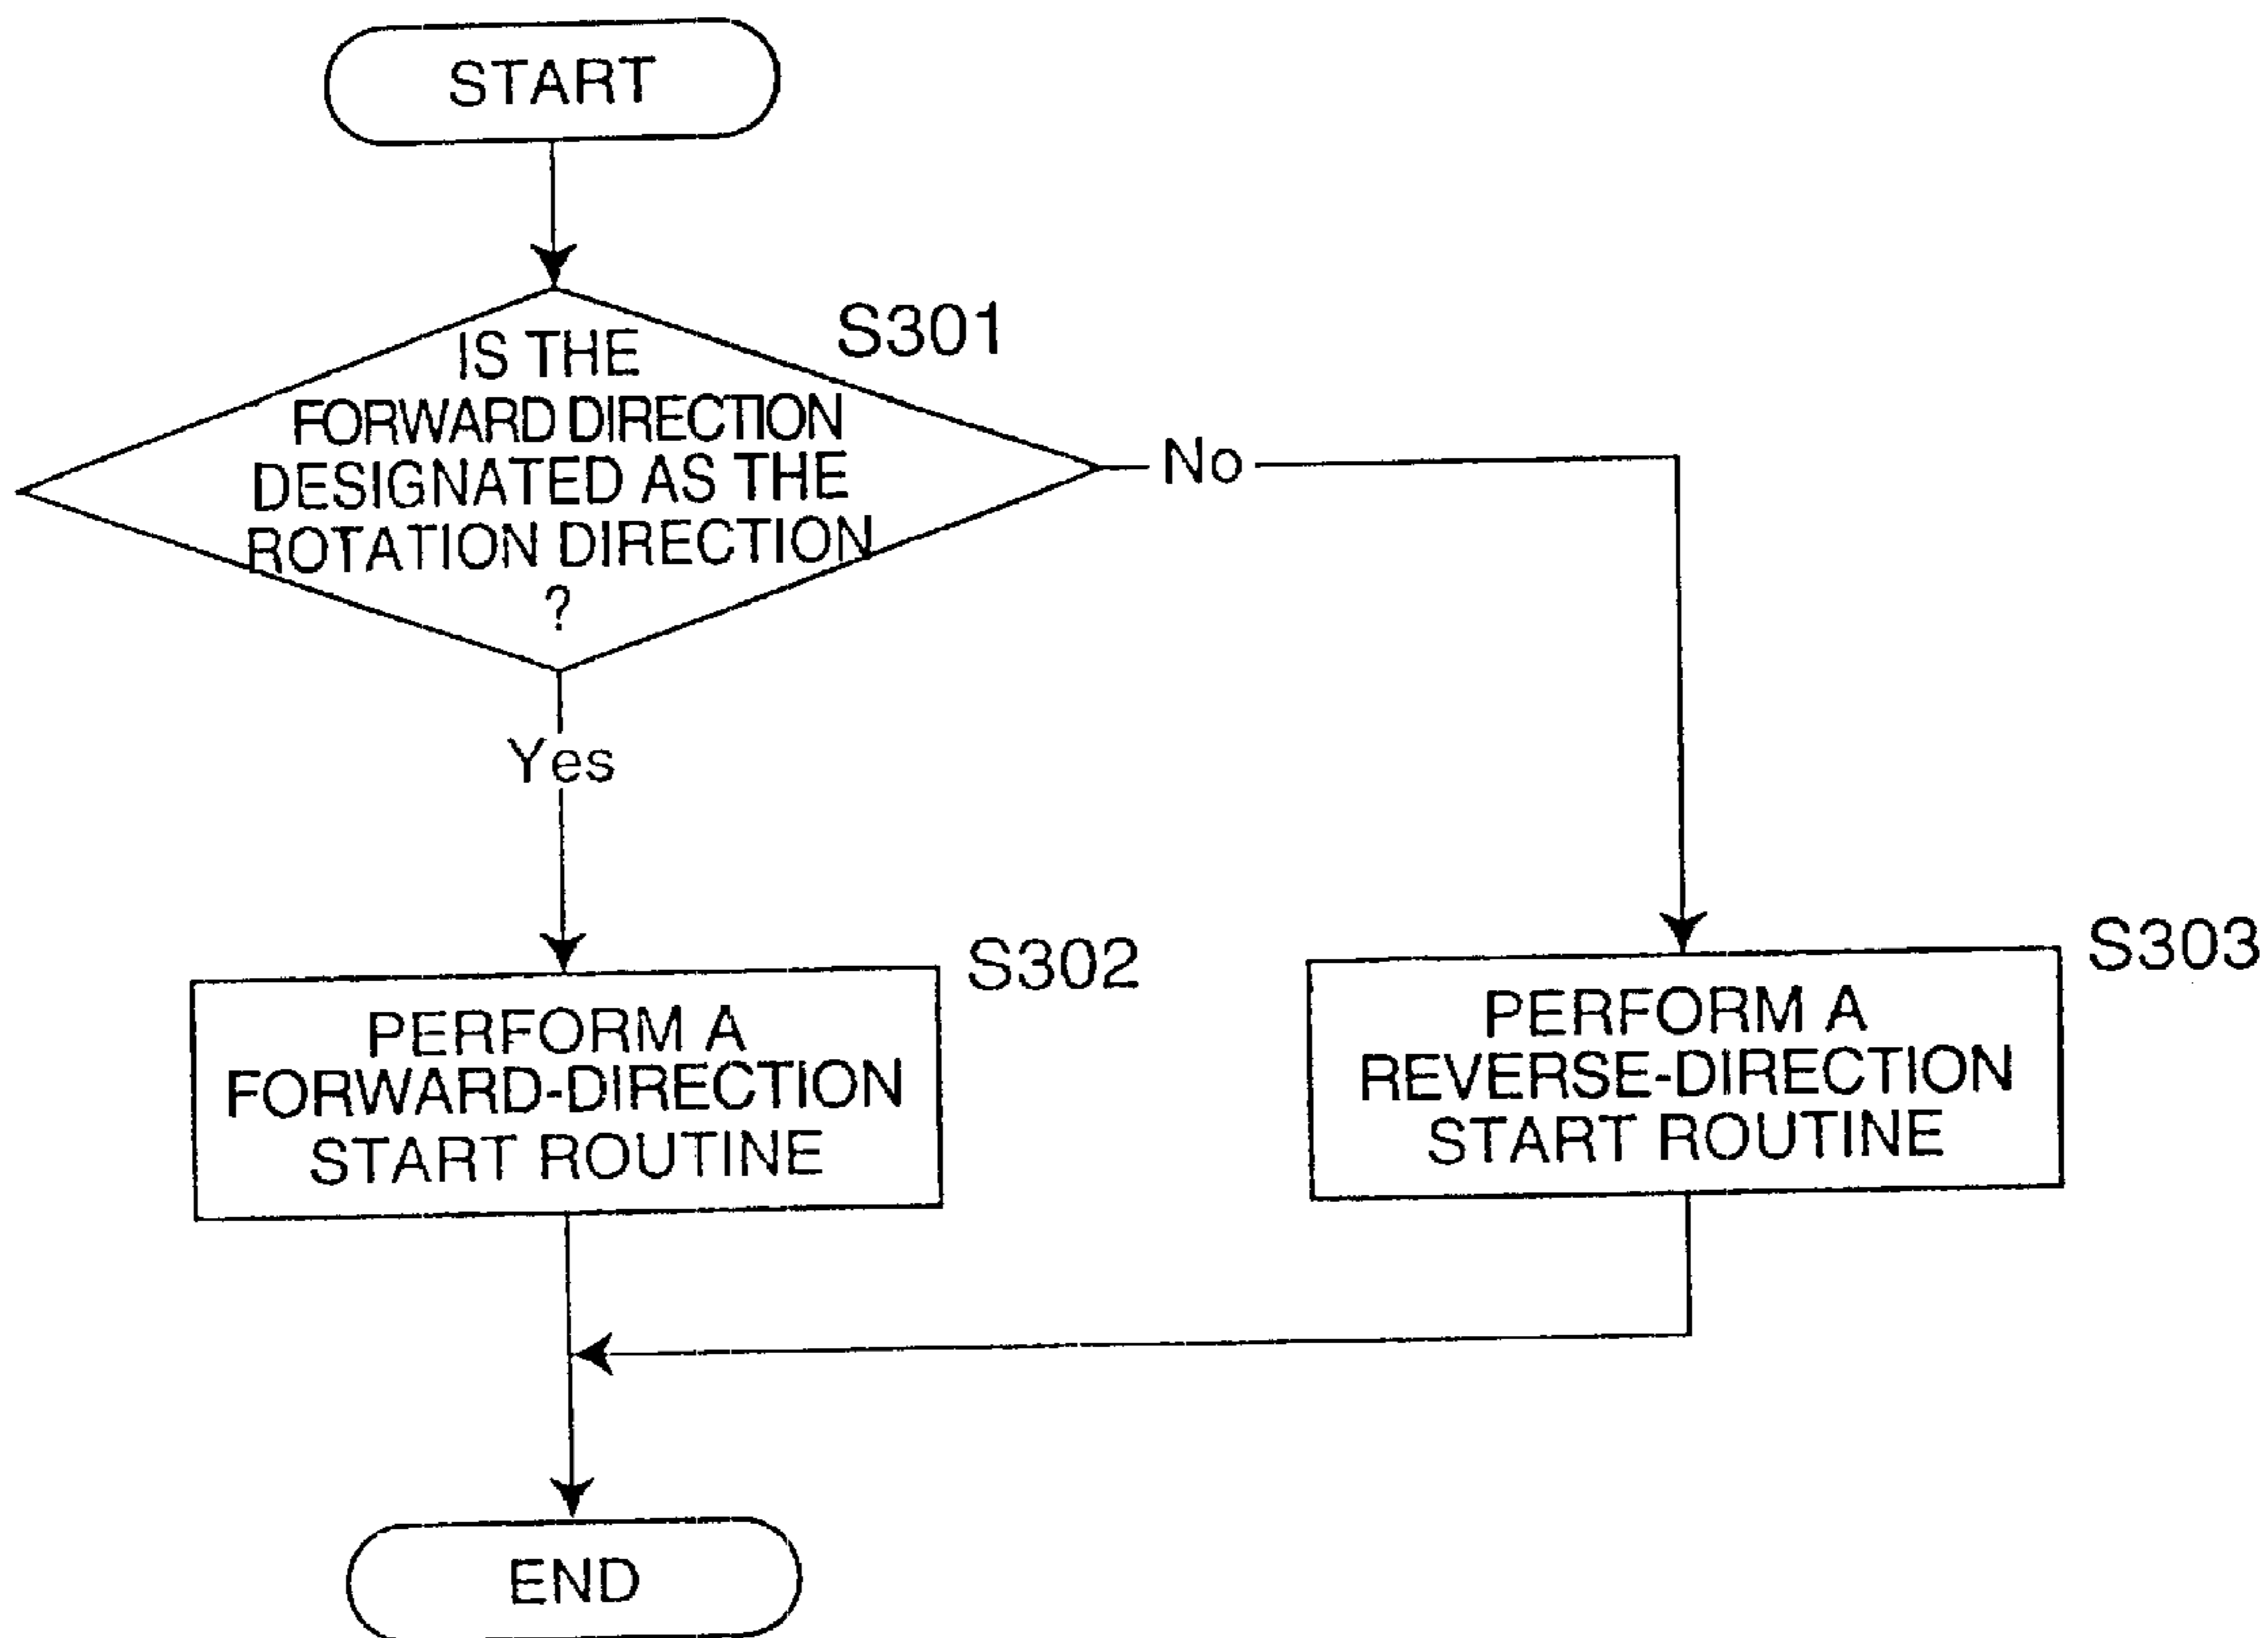 START
S301
IS THE
FORWARD DIRECTION
DESIGNATED AS THE
ROTATION DIRECTION
?
No
Yes
S302
PERFORM A
FORWARD-DIRECTION
START ROUTINE
S303
PERFORM A
REVERSE-DIRECTION
START ROUTINE
END